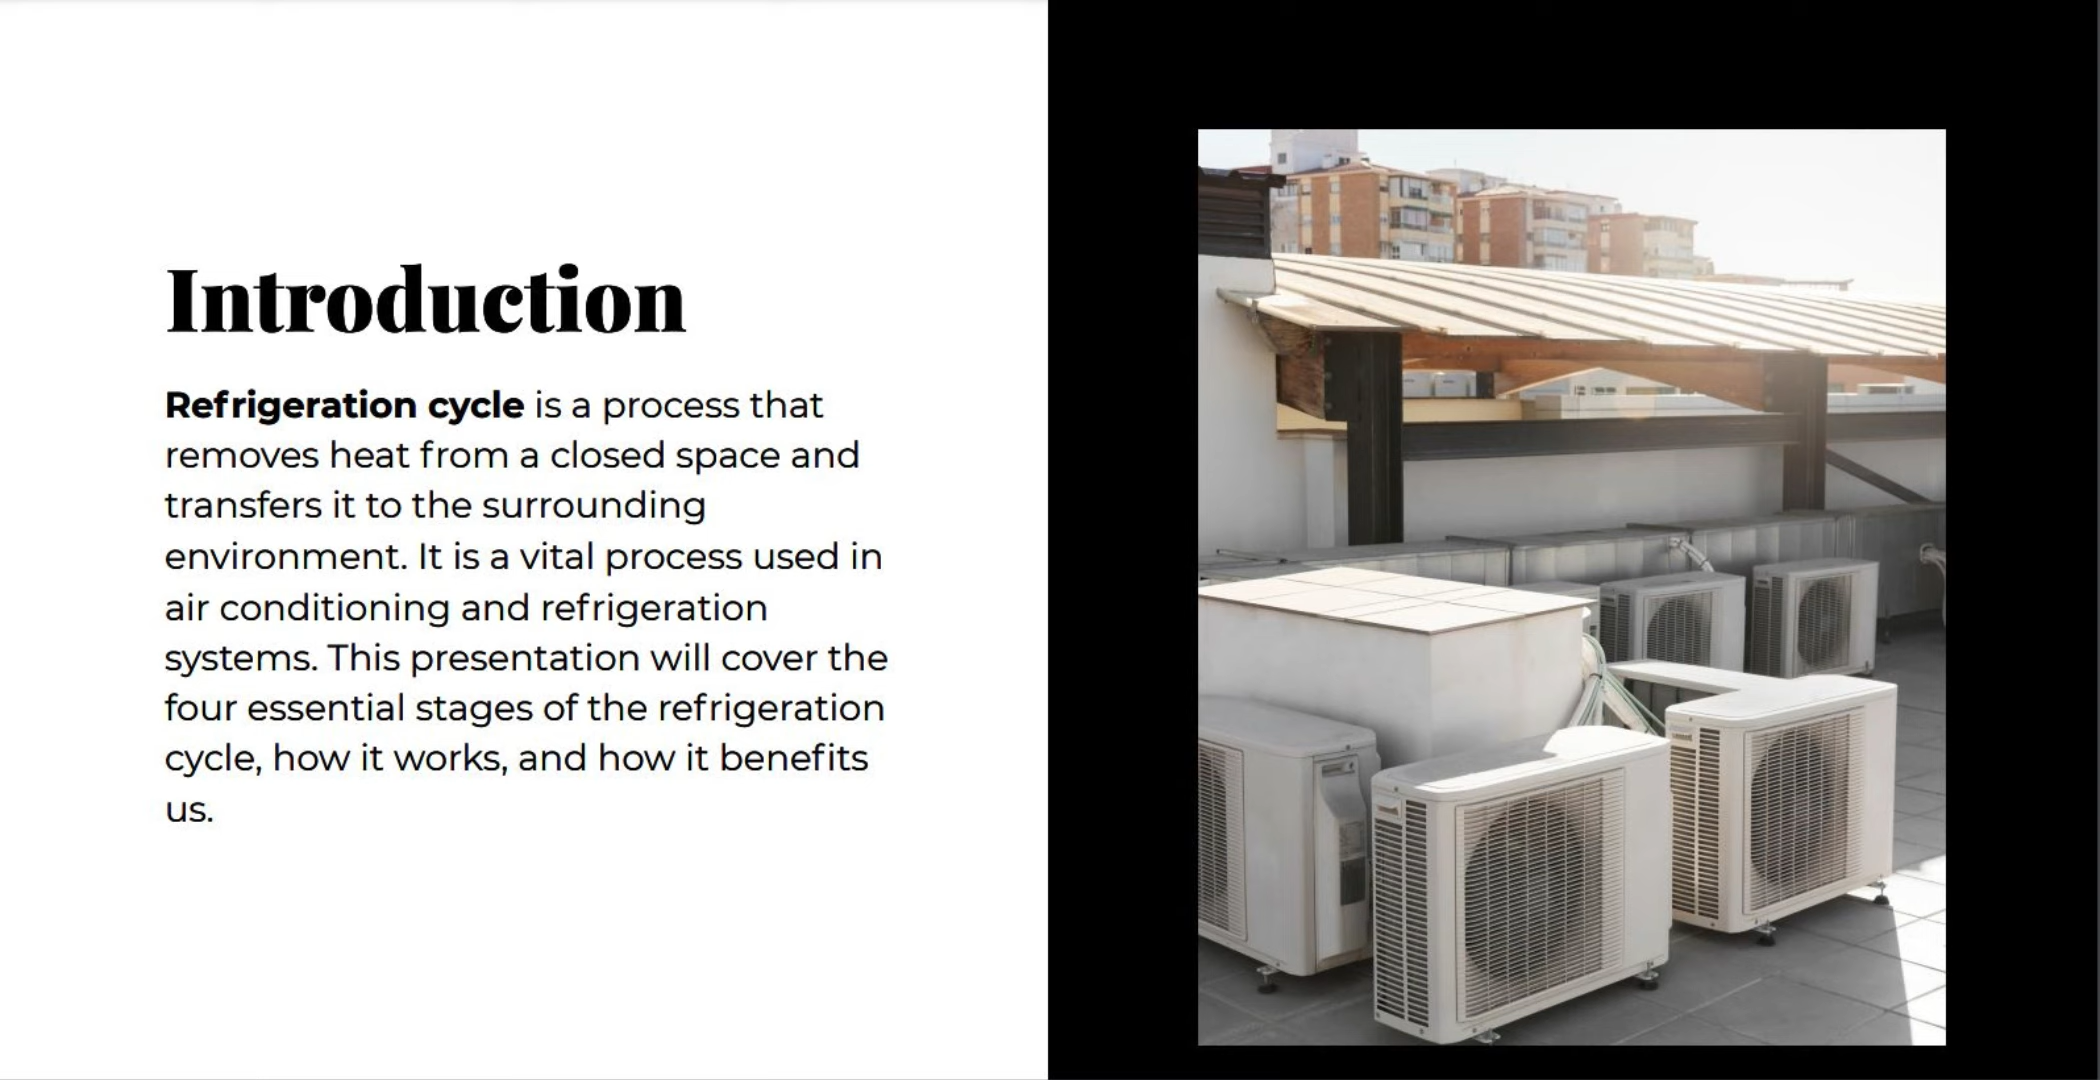 Introduction
Refrigeration cycle is a process that
removes heat from a closed space and
transfers it to the surrounding
environment. It is a vital process used in
air conditioning and refrigeration
systems. This presentation will cover the
four essential stages of the refrigeration
cycle, how it works, and how it benefits
us.